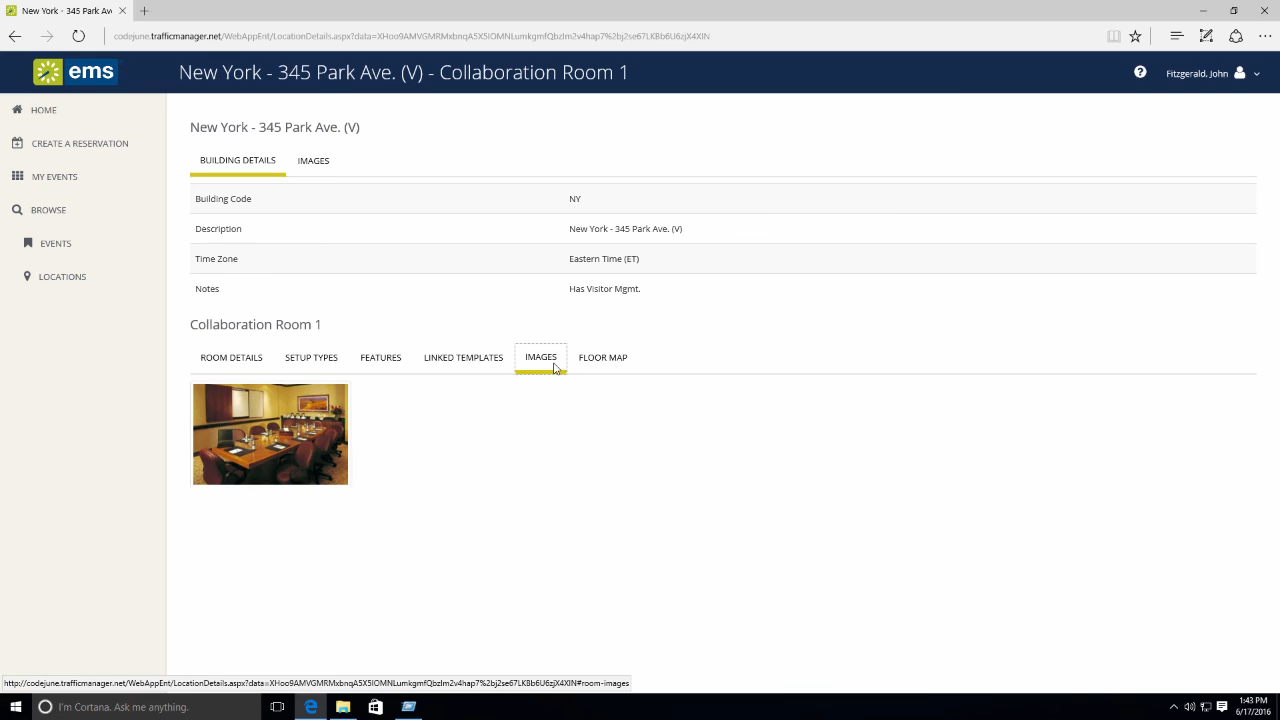 New York - 345 Park Av
codejune.trafficmanager.net/WebAppEnt/LocationDetails.aspx?data=XHoo9AMVGMRMxbnqA5X5IOMNLumkgmfQbzIm2v4hap7%2bj2se67LKBb6U6zjX4XIN
ems
New York - 345 Park Ave. (V) - Collaboration Room 1
Fitzgerald, John
HOME
CREATE A RESERVATION
MY EVENTS
BROWSE
EVENTS
LOCATIONS
New York - 345 Park Ave. (V)
BUILDING DETAILS IMAGES
Building Code NY
Description New York - 345 Park Ave. (V)
Time Zone Eastern Time (ET)
Notes Has Visitor Mgmt.
Collaboration Room 1
ROOM DETAILS SETUP TYPES FEATURES LINKED TEMPLATES IMAGES FLOOR MAP
http://codejune.trafficmanager.net/WebAppEnt/LocationDetails.aspx?data=XHoo9AMVGMRMxbnqA5X5IOMNLumkgmfQbzIm2v4hap7%2bj2se67LKBb6U6zjX4XIN#room-images
I'm Cortana. Ask me anything.
1:43 PM
6/17/2016